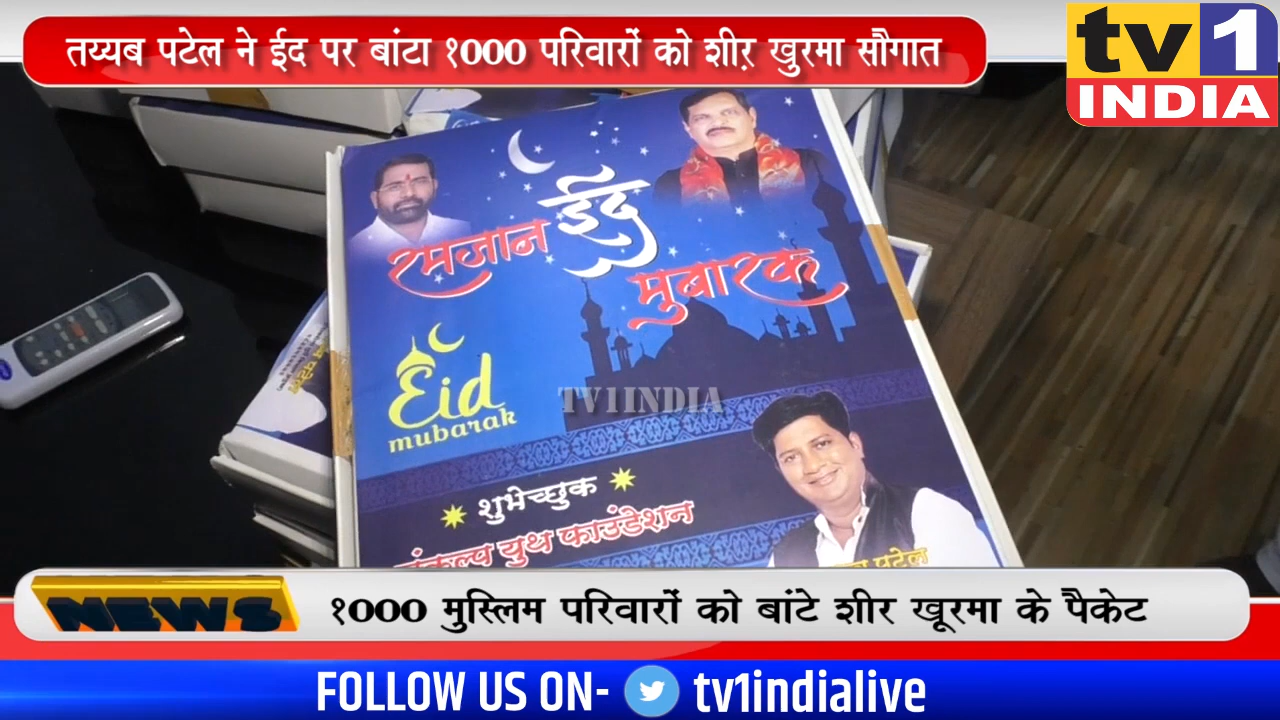 तय्यब पटेल ने ईद पर बांटा १००० परिवारों को शीऱ खुरमा सौगात
tv1
INDIA
रमजान ईद मुबारक
Eid
mubarak
TV1INDIA
शुभेच्छुक
युथ फाउंडेशन
पटेल
NEWS
१००० मुस्लिम परिवारों को बांटे शीर खूरमा के पैकेट
FOLLOW US ON- tv1indialive